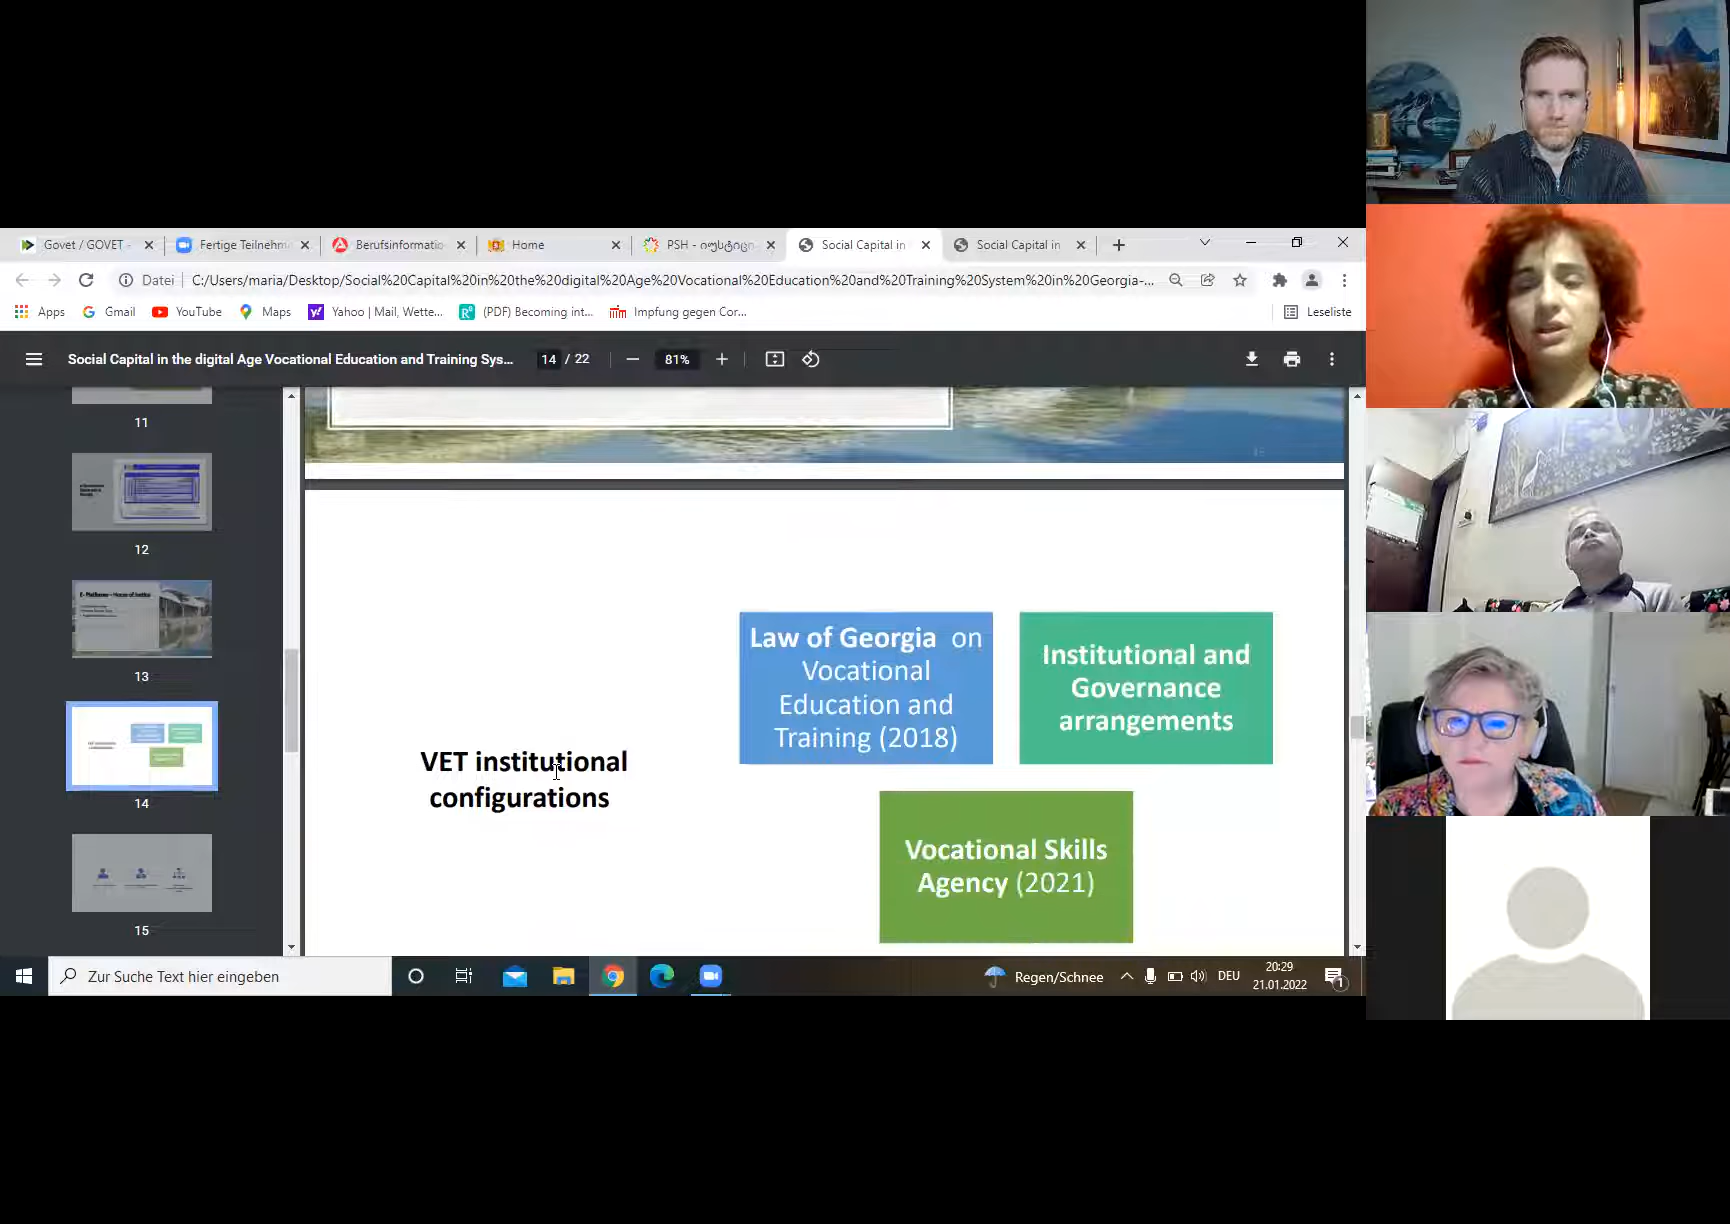 Govet / GOVET -
Fertige Teilnehm
Berufsinformatio
Home
PSH - იუსტიცი
Social Capital in
Social Capital in
Datei
C:/Users/maria/Desktop/Social%20Capital%20in%20the%20digital%20Age%20Vocational%20Education%20and%20Training%20System%20in%20Georgia-...
Apps
Gmail
YouTube
Maps
Yahoo | Mail, Wette...
(PDF) Becoming int...
Impfung gegen Cor...
Leseliste
Social Capital in the digital Age Vocational Education and Training Sys...
14 / 22
81%
11
12
13
14
15
VET institutional
configurations
Law of Georgia on
Vocational
Education and
Training (2018)
Institutional and
Governance
arrangements
Vocational Skills
Agency (2021)
Zur Suche Text hier eingeben
Regen/Schnee
DEU
20:29
21.01.2022
1